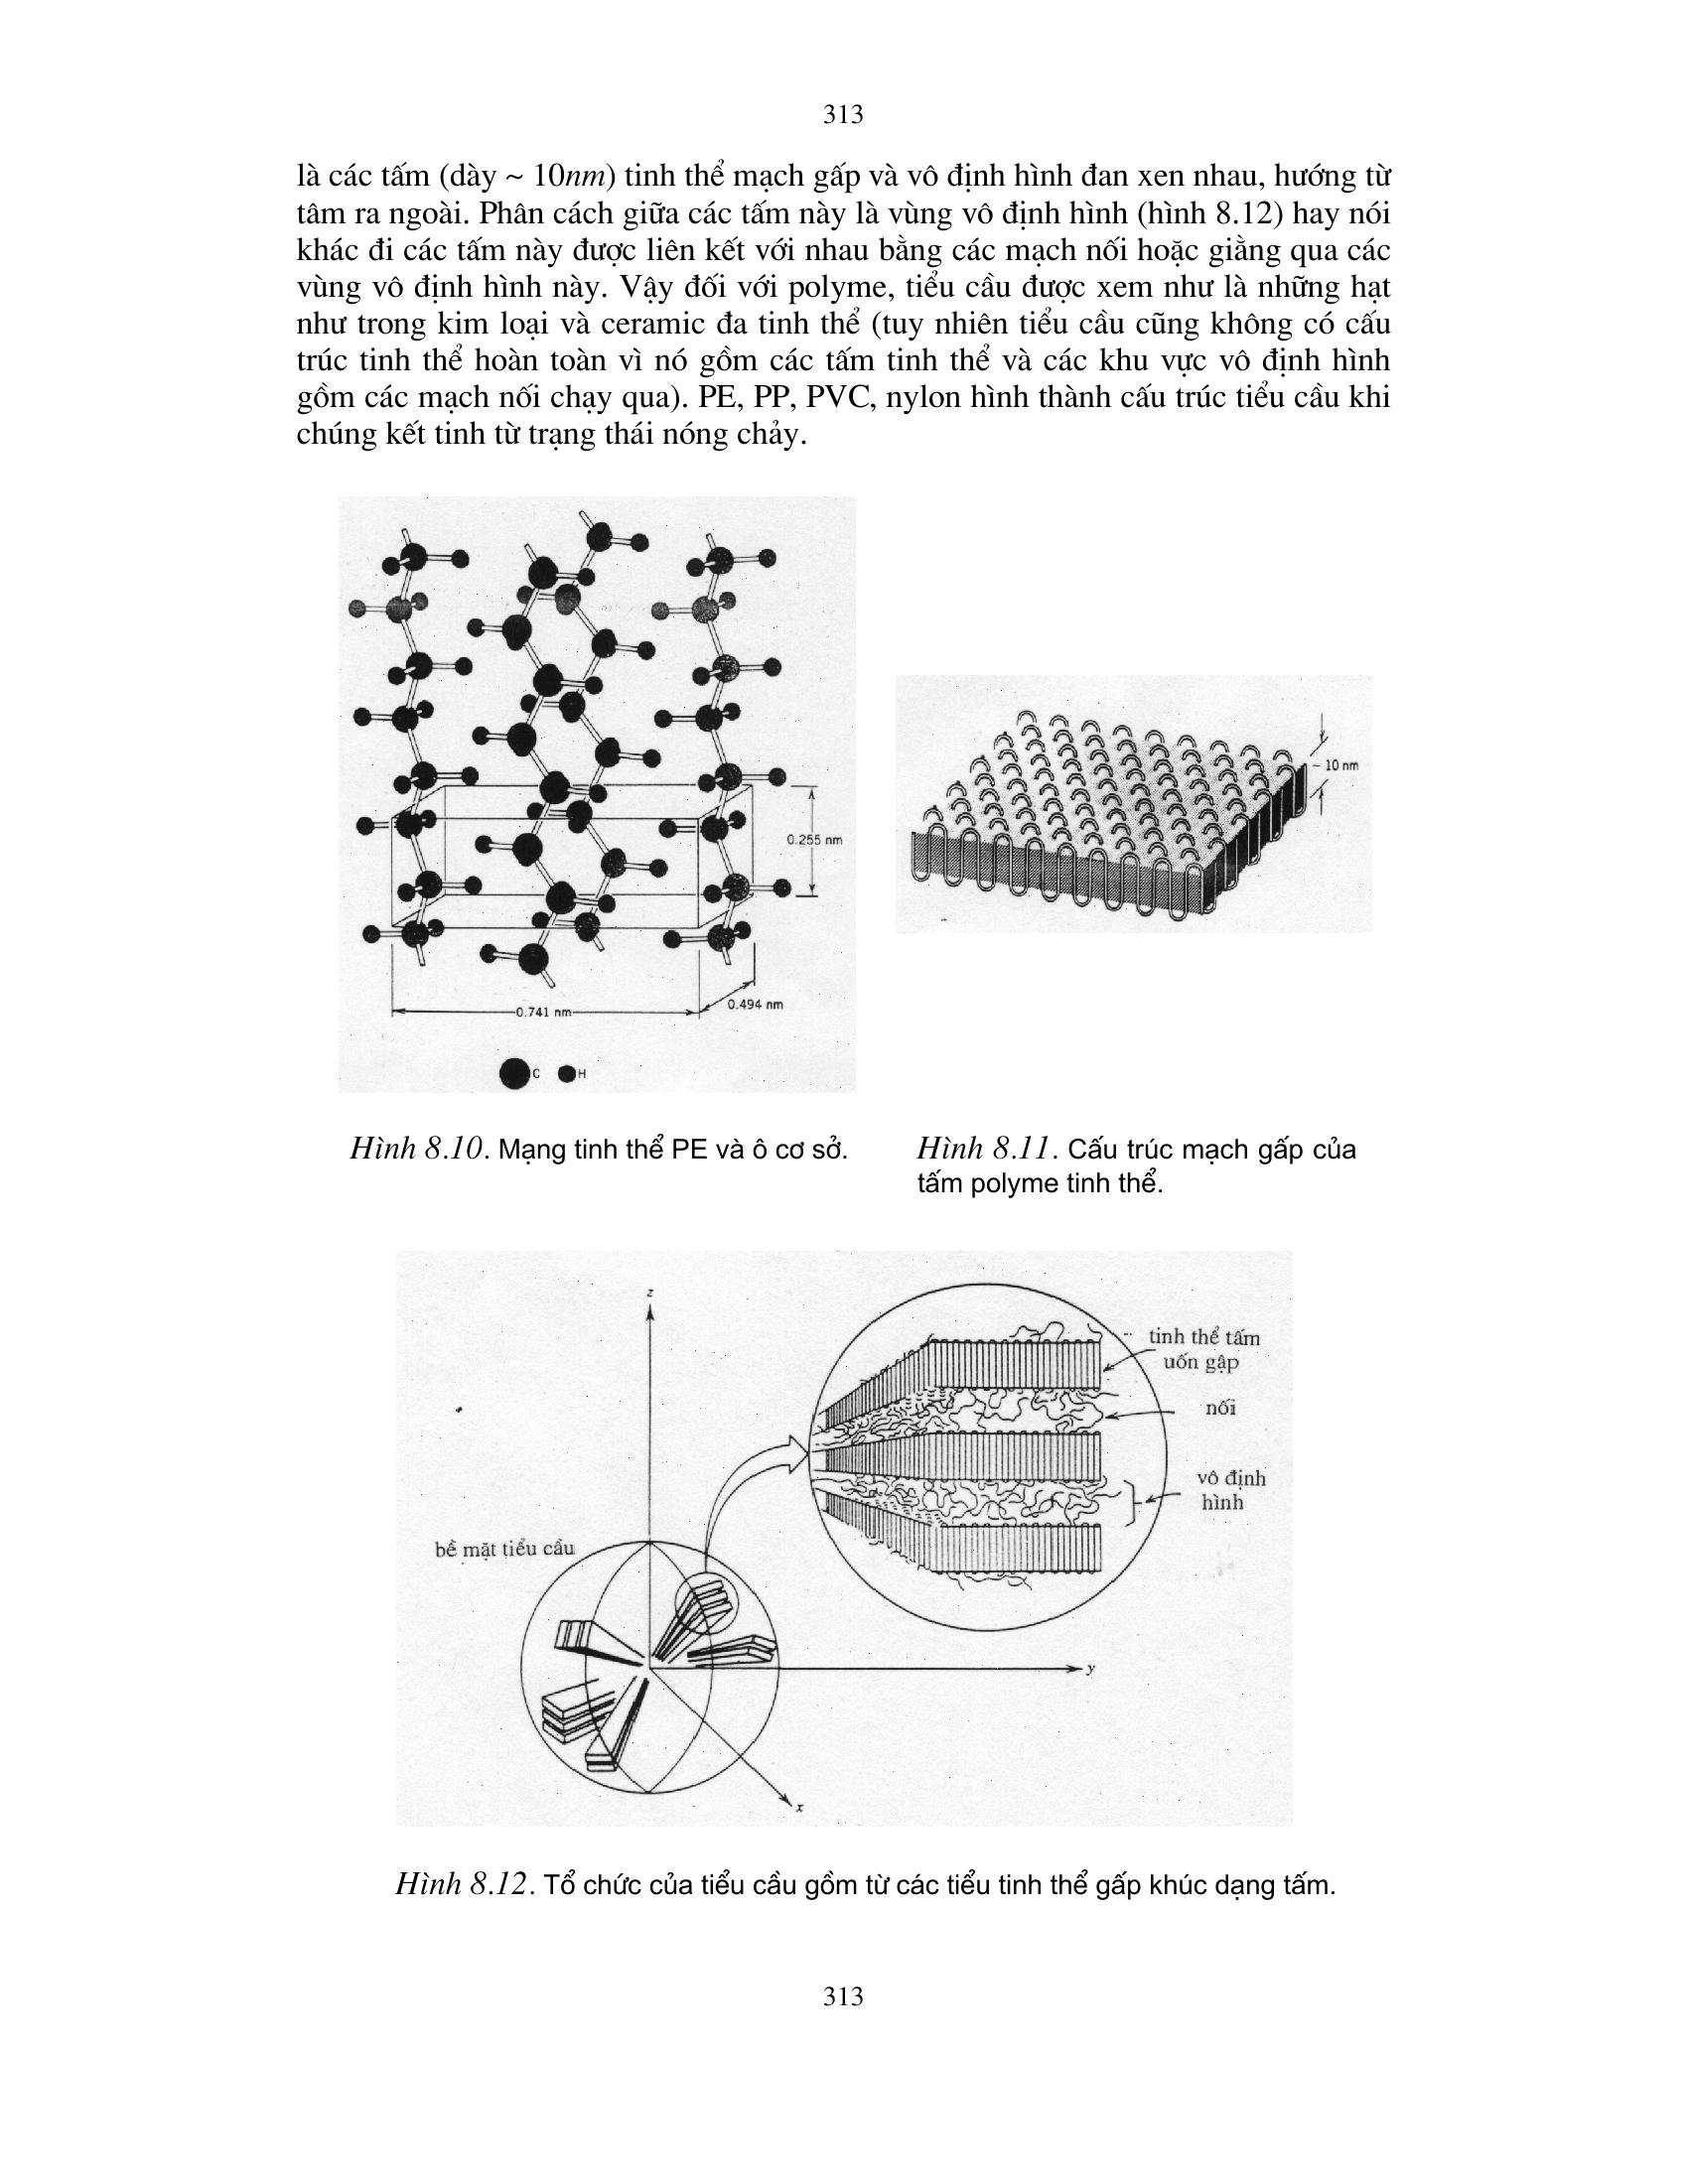 313
là các tấm (dày ~ 10nm) tinh thể mạch gấp và vô định hình đan xen nhau, hướng từ
tâm ra ngoài. Phân cách giữa các tấm này là vùng vô định hình (hình 8.12) hay nói
khác đi các tấm này được liên kết với nhau bằng các mạch nối hoặc giằng qua các
vùng vô định hình này. Vậy đối với polyme, tiểu cầu được xem như là những hạt
như trong kim loại và ceramic đa tinh thể (tuy nhiên tiểu cầu cũng không có cấu
trúc tinh thể hoàn toàn vì nó gồm các tấm tinh thể và các khu vực vô định hình
gồm các mạch nối chạy qua). PE, PP, PVC, nylon hình thành cấu trúc tiểu cầu khi
chúng kết tinh từ trạng thái nóng chảy.
0.255 nm
0.494 nm
0.741 nm
C H
~ 10 nm
Hình 8.10. Mạng tinh thể PE và ô cơ sở.
Hình 8.11. Cấu trúc mạch gấp của
tấm polyme tinh thể.
z
tinh thể tấm
uốn gập
nối
vô định
hình
bề mặt tiểu cầu
y
x
Hình 8.12. Tổ chức của tiểu cầu gồm từ các tiểu tinh thể gấp khúc dạng tấm.
313